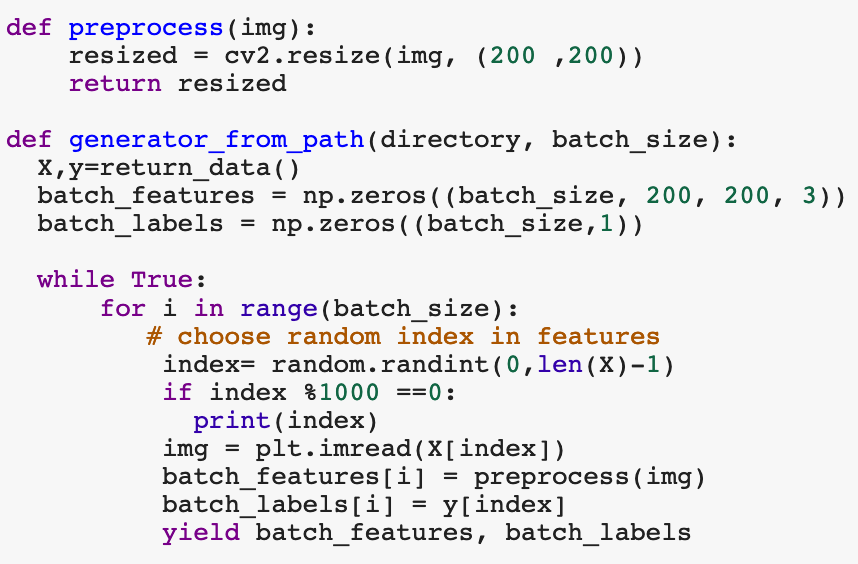 def preprocess(img):
    resized = cv2.resize(img, (200 ,200))
    return resized

def generator_from_path(directory, batch_size):
  X,y=return_data()
  batch_features = np.zeros((batch_size, 200, 200, 3))
  batch_labels = np.zeros((batch_size,1))

  while True:
      for i in range(batch_size):
         # choose random index in features
          index= random.randint(0,len(X)-1)
          if index %1000 ==0:
            print(index)
          img = plt.imread(X[index])
          batch_features[i] = preprocess(img)
          batch_labels[i] = y[index]
          yield batch_features, batch_labels